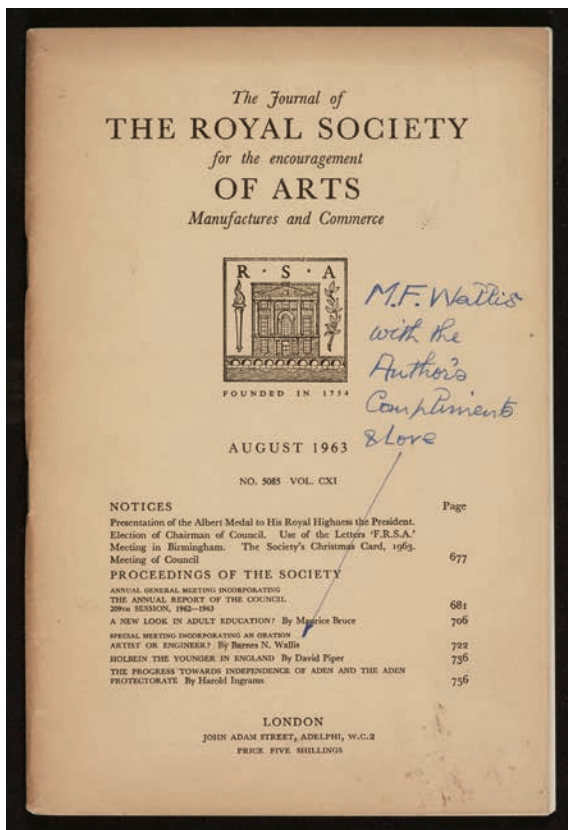 The Journal of
THE ROYAL SOCIETY
for the encouragement
OF ARTS
Manufactures and Commerce
R · S · A
FOUNDED IN 1754
M.F. Wallis
with the
Author's
Compliments
& Love
AUGUST 1963
NO. 5085 VOL. CXI
NOTICES Page
Presentation of the Albert Medal to His Royal Highness the President.
Election of Chairman of Council. Use of the Letters 'F.R.S.A.'
Meeting in Birmingham. The Society's Christmas Card, 1963.
Meeting of Council 677
PROCEEDINGS OF THE SOCIETY
ANNUAL GENERAL MEETING INCORPORATING
THE ANNUAL REPORT OF THE COUNCIL
209TH SESSION, 1962–1963 681
A NEW LOOK IN ADULT EDUCATION? By Maurice Bruce 706
SPECIAL MEETING INCORPORATING AN ORATION
ARTIST OR ENGINEER? By Barnes N. Wallis 722
HOLBEIN THE YOUNGER IN ENGLAND By David Piper 736
THE PROGRESS TOWARDS INDEPENDENCE OF ADEN AND THE ADEN
PROTECTORATE By Harold Ingrams 756
LONDON
JOHN ADAM STREET, ADELPHI, W.C.2
PRICE FIVE SHILLINGS